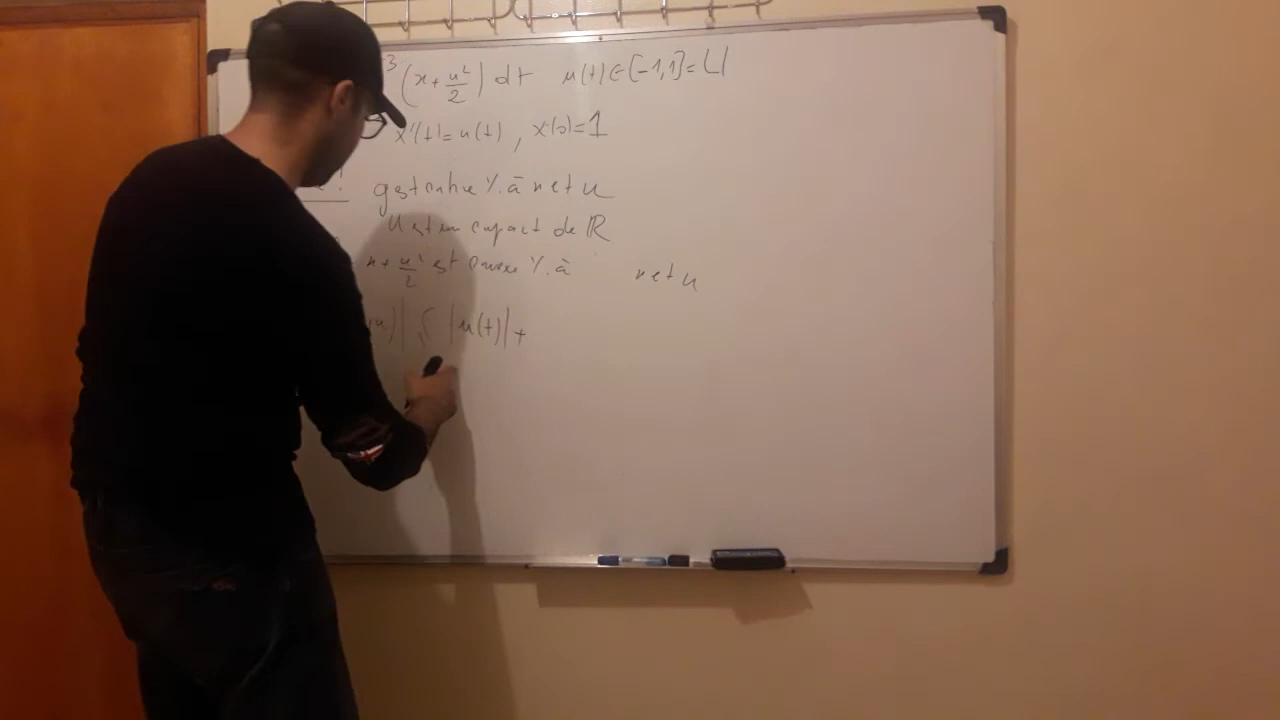 3 (x + u²/2) dt u(t) ∈ [-1,1] = U
x'(t) = u(t), x(0) = 1
g est continue %. à x et u
U est un compact de ℝ
x + u²/2 est convexe %. à x et u
u)| ≤ |u(t)| +